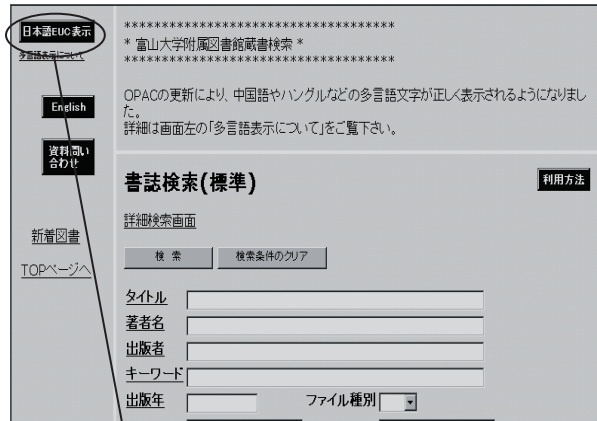 日本語EUC表示
多言語表示について
English
資料問い
合わせ
新着図書
TOPページへ
************************************
* 富山大学附属図書館蔵書検索 *
************************************
OPACの更新により、中国語やハングルなどの多言語文字が正しく表示されるようになりまし
た。
詳細は画面左の「多言語表示について」をご覧下さい。
書誌検索(標準)
利用方法
詳細検索画面
検 索
検索条件のクリア
タイトル
著者名
出版者
キーワード
出版年
ファイル種別